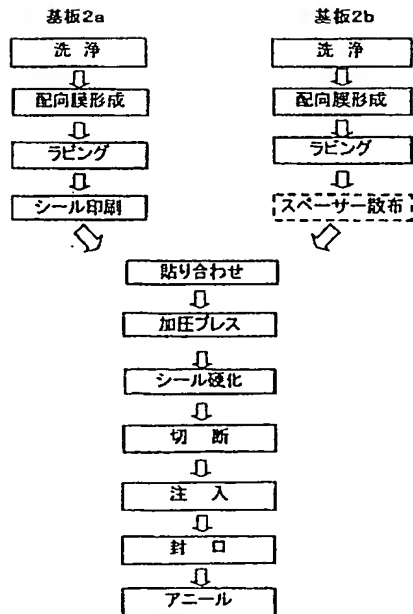 基板2a
洗 浄
配向膜形成
ラビング
シール印刷
基板2b
洗 浄
配向膜形成
ラビング
スペーサー散布
貼り合わせ
加圧プレス
シール硬化
切 断
注 入
封 口
アニール